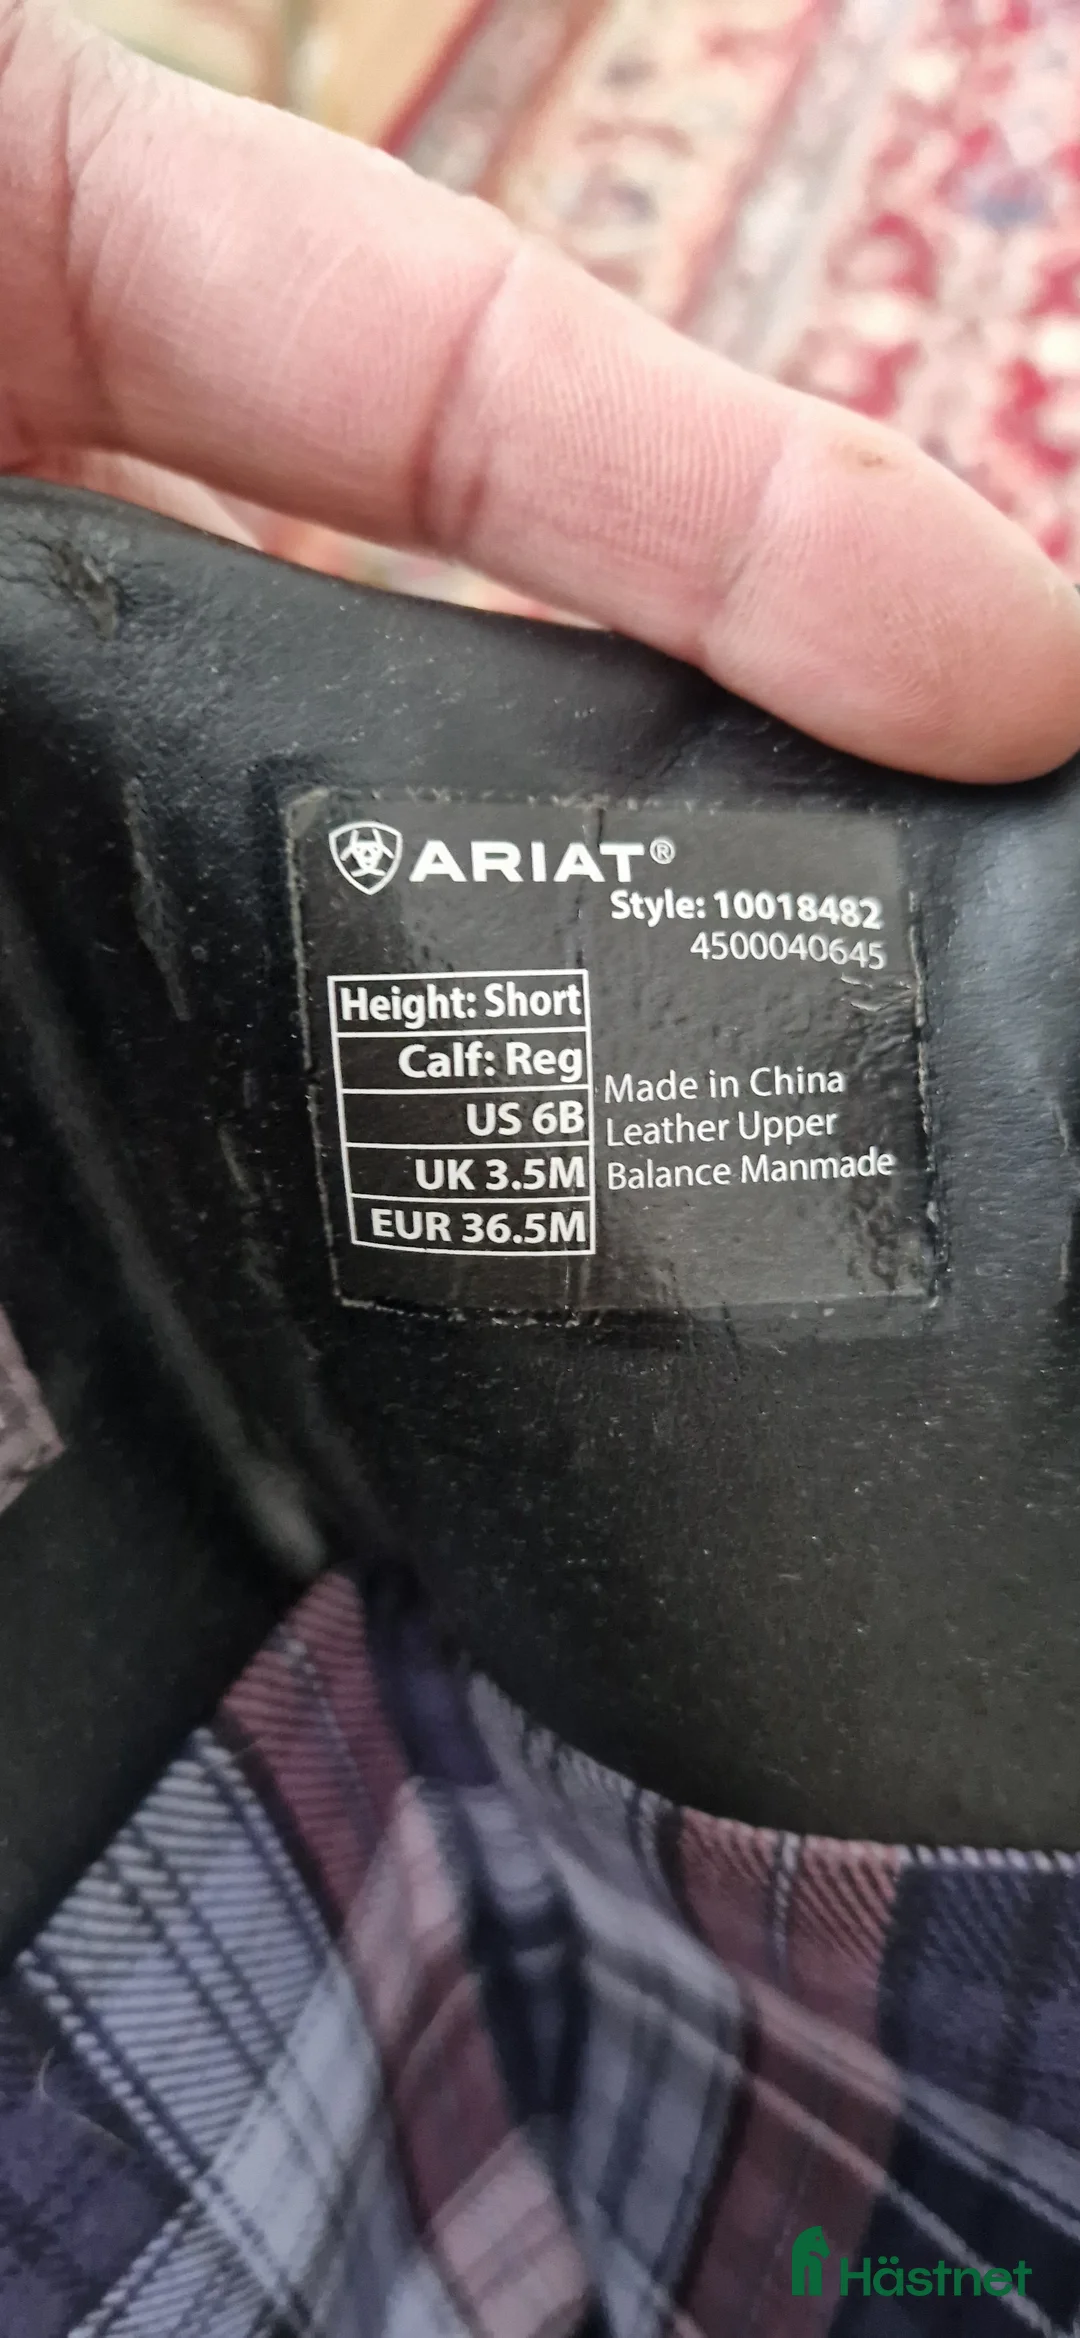 ARIAT®
Style: 10018482
4500040645
Height: Short
Calf: Reg
US 6B
UK 3.5M
EUR 36.5M
Made in China
Leather Upper
Balance Manmade
Hästnet